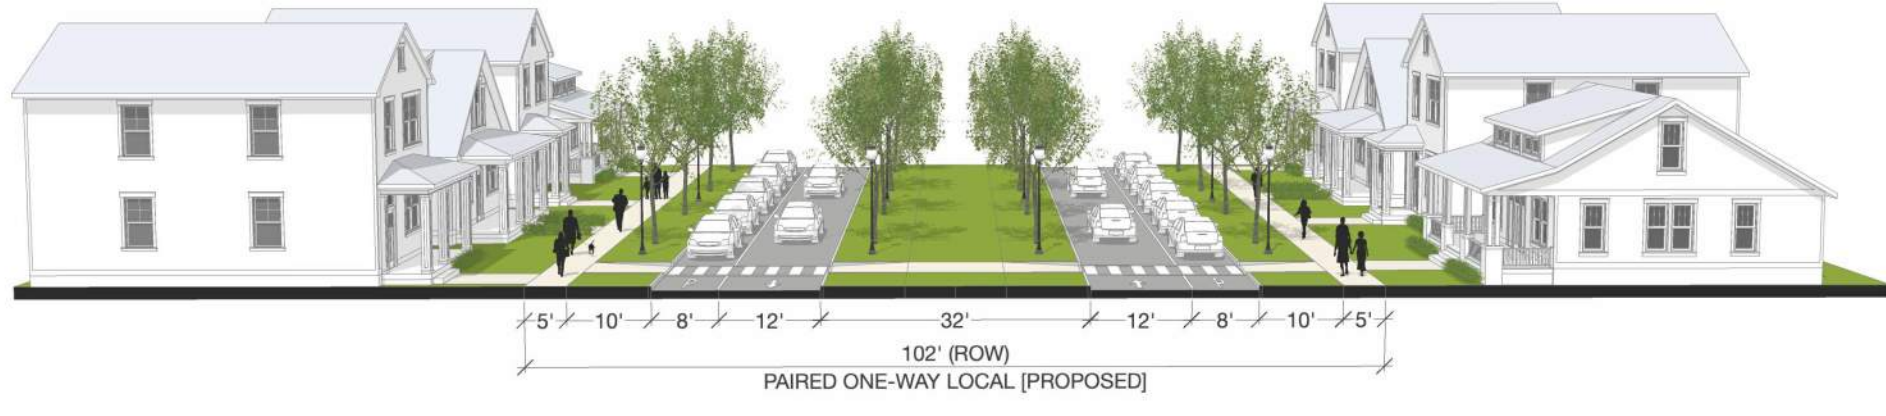 5' 10' 8' 12' 32' 12' 8' 10' 5'
102' (ROW)
PAIRED ONE-WAY LOCAL [PROPOSED]